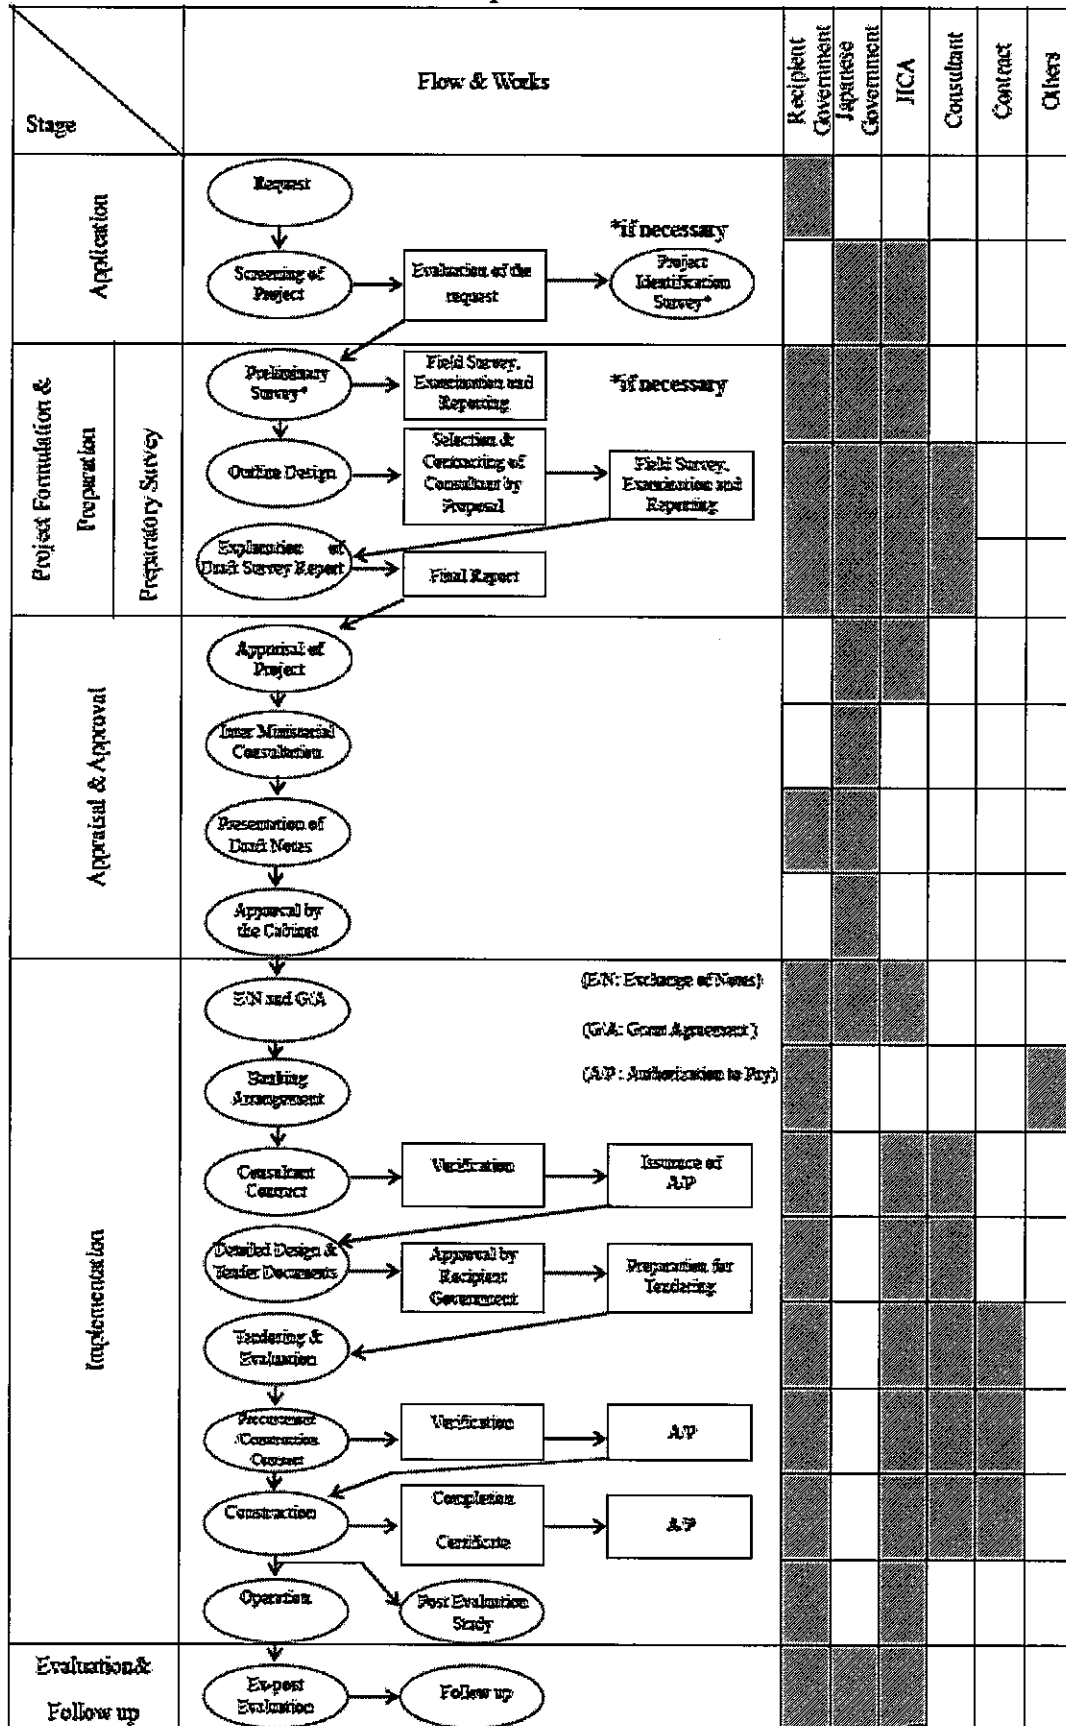 Stage
Flow & Works
Recipient
Government
Japanese
Government
JICA
Consultant
Contract
Others
Application
Request
*if necessary
Screening of
Project
Evaluation of the
request
Project
Identification
Survey*
Project Formulation &
Preparation
Preparatory Survey
Preliminary
Survey*
Field Survey,
Examination and
Reporting
*if necessary
Outline Design
Selection &
Contracting of
Consultant by
Proposal
Field Survey,
Examination and
Reporting
Explanation of
Draft Survey Report
Final Report
Appraisal & Approval
Appraisal of
Project
Inter Ministerial
Consultation
Presentation of
Draft Notes
Approval by
the Cabinet
Implementation
E/N and G/A
(E/N: Exchange of Notes)
(G/A: Grant Agreement )
(A/P : Authorization to Pay)
Banking
Arrangement
Consultant
Contract
Verification
Issuance of
A/P
Detailed Design &
Tender Documents
Approval by
Recipient
Government
Preparation for
Tendering
Tendering &
Evaluation
Procurement
/Construction
Contract
Verification
A/P
Construction
Completion
Certificate
A/P
Operation
Post Evaluation
Study
Evaluation&
Follow up
Ex-post
Evaluation
Follow up